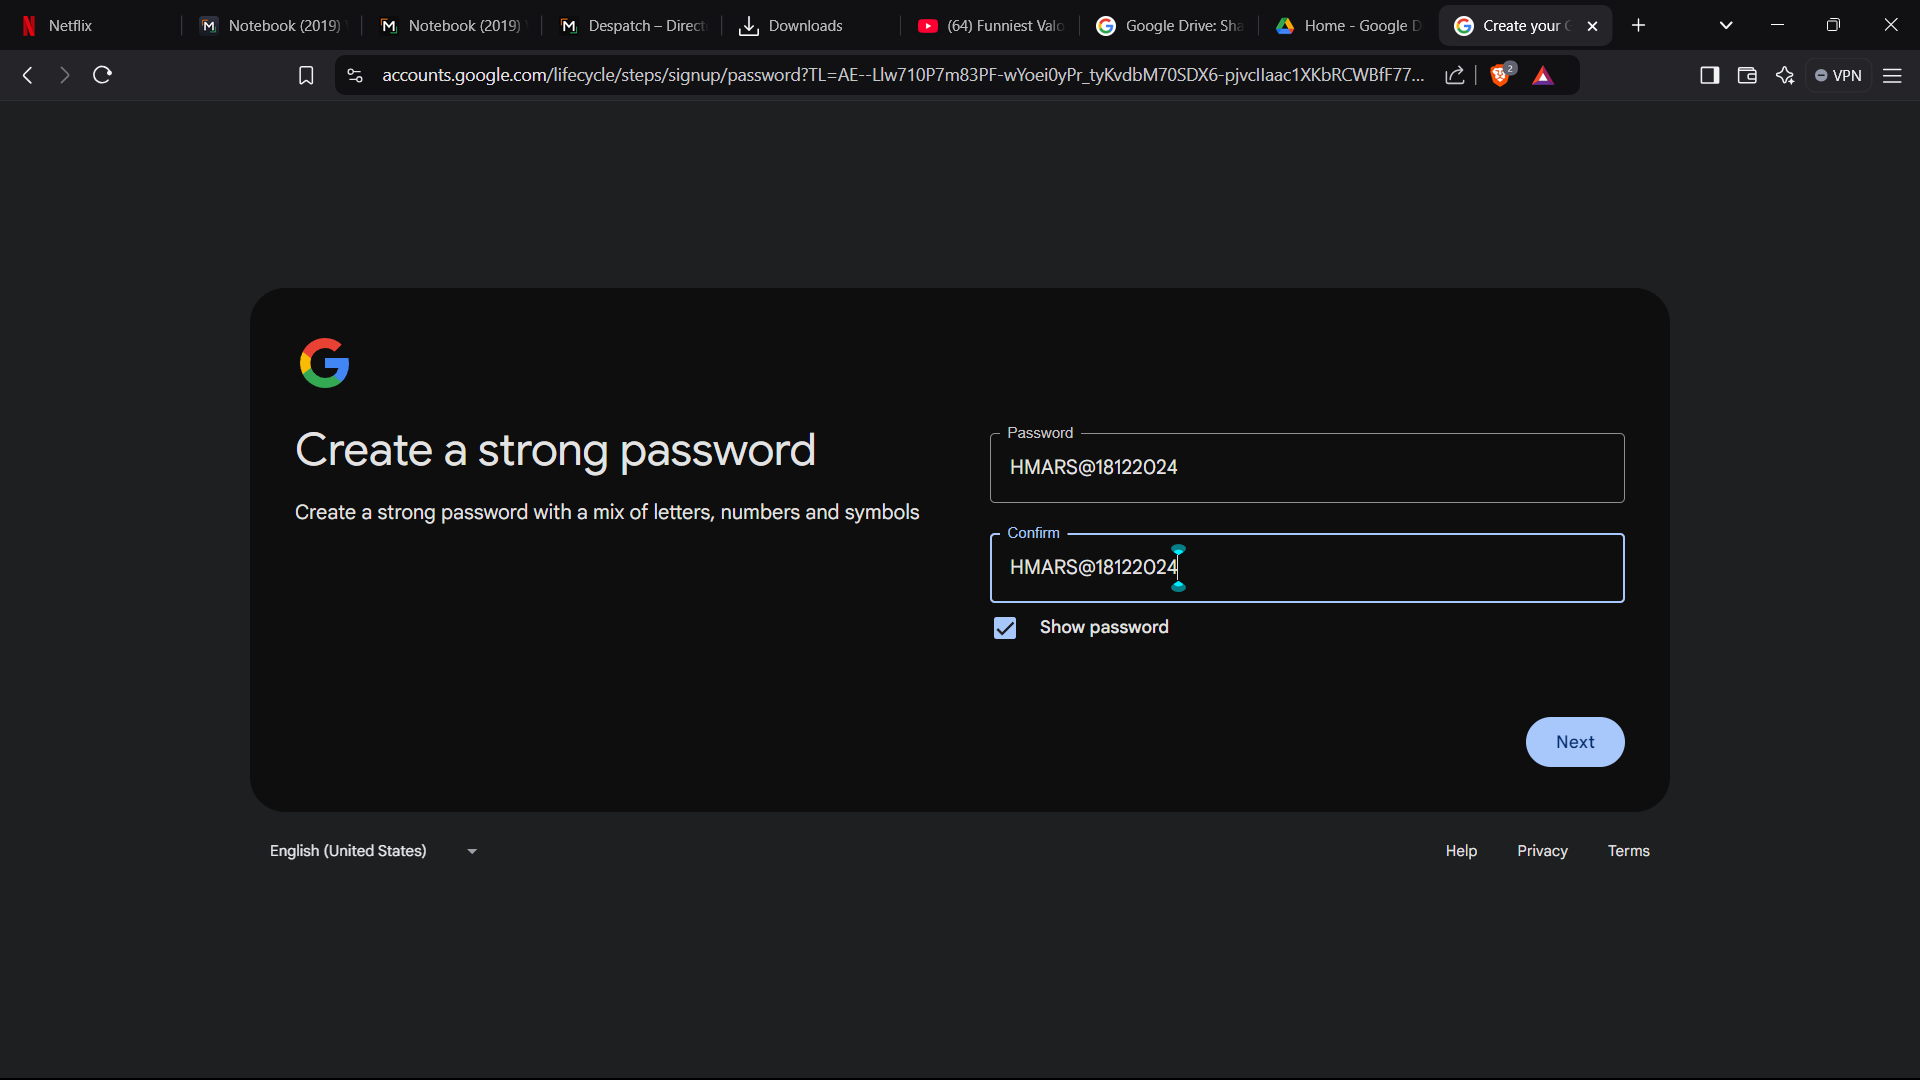 Netflix
Notebook (2019)
Notebook (2019)
Despatch – Direct
Downloads
(64) Funniest Valo
Google Drive: Sha
Home - Google D
Create your G
accounts.google.com/lifecycle/steps/signup/password?TL=AE--Llw710P7m83PF-wYoei0yPr_tyKvdbM70SDX6-pjvcIlaac1XKbRCWBfF77...
2
VPN
Create a strong password
Create a strong password with a mix of letters, numbers and symbols
Password
HMARS@18122024
Confirm
HMARS@18122024
Show password
Next
English (United States)
Help
Privacy
Terms